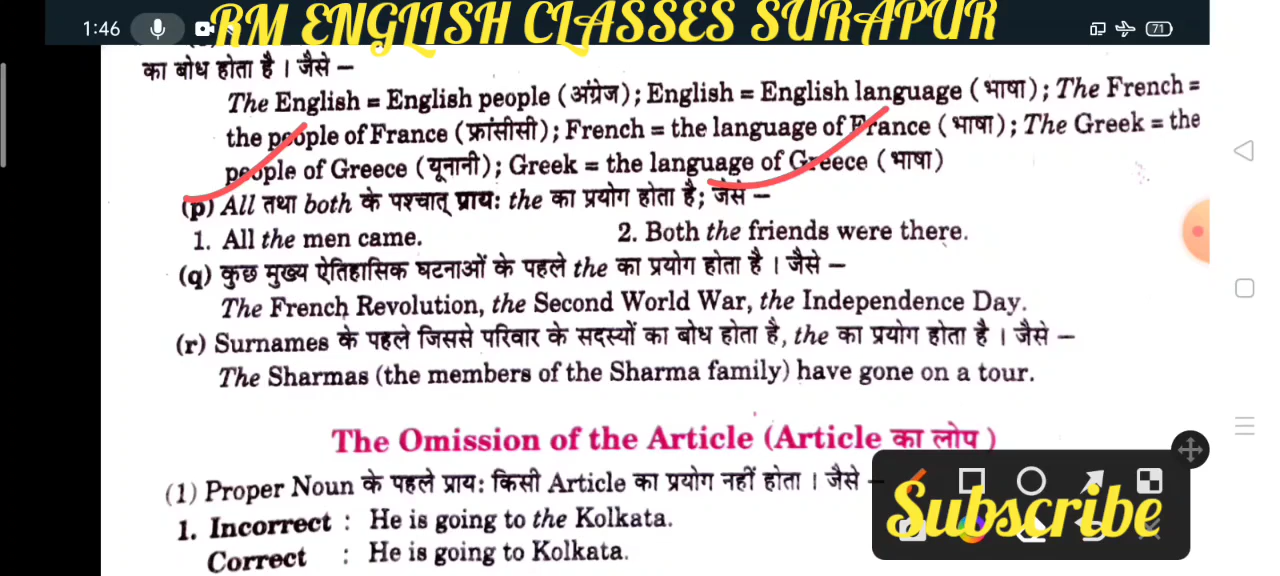 1:46
71
RM ENGLISH CLASSES SURAPUR
का बोध होता है । जैसे –
The English = English people (अंग्रेज); English = English language (भाषा); The French =
the people of France (फ्रांसीसी); French = the language of France (भाषा); The Greek = the
people of Greece (यूनानी); Greek = the language of Greece (भाषा)
(p) All तथा both के पश्चात् प्रायः the का प्रयोग होता है; जैसे –
1. All the men came. 2. Both the friends were there.
(q) कुछ मुख्य ऐतिहासिक घटनाओं के पहले the का प्रयोग होता है । जैसे –
The French Revolution, the Second World War, the Independence Day.
(r) Surnames के पहले जिससे परिवार के सदस्यों का बोध होता है, the का प्रयोग होता है । जैसे –
The Sharmas (the members of the Sharma family) have gone on a tour.
The Omission of the Article (Article का लोप)
(1) Proper Noun के पहले प्रायः किसी Article का प्रयोग नहीं होता । जैसे –
1. Incorrect : He is going to the Kolkata.
Correct : He is going to Kolkata.
Subscribe